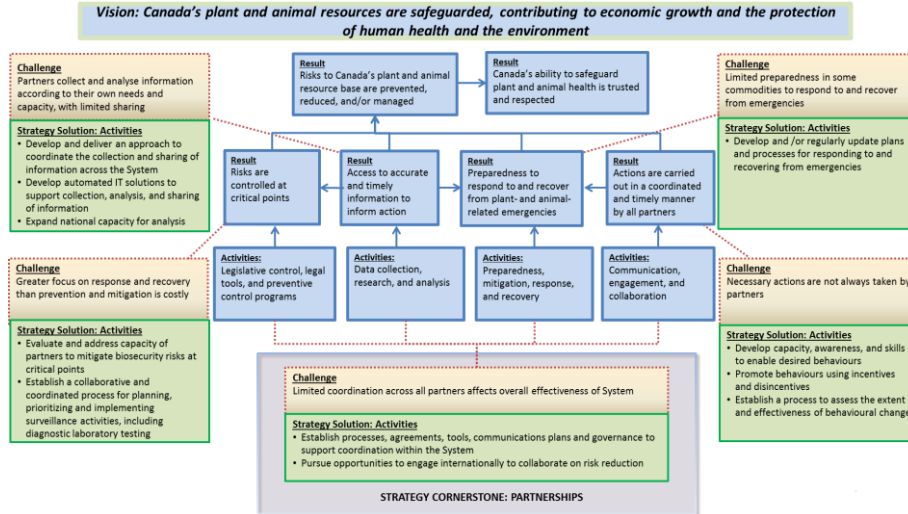 Vision: Canada's plant and animal resources are safeguarded, contributing to economic growth and the protection
of human health and the environment
Challenge
Partners collect and analyse information
according to their own needs and
capacity, with limited sharing
Strategy Solution: Activities
• Develop and deliver an approach to
coordinate the collection and sharing of
information across the System
• Develop automated IT solutions to
support collection, analysis, and sharing
of information
• Expand national capacity for analysis
Result
Risks to Canada's plant and animal
resource base are prevented,
reduced, and/or managed
Result
Canada's ability to safeguard
plant and animal health is trusted
and respected
Challenge
Limited preparedness in some
commodities to respond to and recover
from emergencies
Strategy Solution: Activities
• Develop and /or regularly update plans
and processes for responding to and
recovering from emergencies
Result
Risks are
controlled at
critical points
Result
Access to accurate
and timely
information to
inform action
Result
Preparedness to
respond to and recover
from plant- and animal-
related emergencies
Result
Actions are carried
out in a coordinated
and timely manner
by all partners
Activities:
Legislative control, legal
tools, and preventive
control programs
Activities:
Data collection,
research, and analysis
Activities:
Preparedness,
mitigation, response,
and recovery
Activities:
Communication,
engagement, and
collaboration
Challenge
Greater focus on response and recovery
than prevention and mitigation is costly
Strategy Solution: Activities
• Evaluate and address capacity of
partners to mitigate biosecurity risks at
critical points
• Establish a collaborative and
coordinated process for planning,
prioritizing and implementing
surveillance activities, including
diagnostic laboratory testing
Challenge
Necessary actions are not always taken by
partners
Strategy Solution: Activities
• Develop capacity, awareness, and skills
to enable desired behaviours
• Promote behaviours using incentives
and disincentives
• Establish a process to assess the extent
and effectiveness of behavioural change
Challenge
Limited coordination across all partners affects overall effectiveness of System
Strategy Solution: Activities
• Establish processes, agreements, tools, communications plans and governance to
support coordination within the System
• Pursue opportunities to engage internationally to collaborate on risk reduction
STRATEGY CORNERSTONE: PARTNERSHIPS